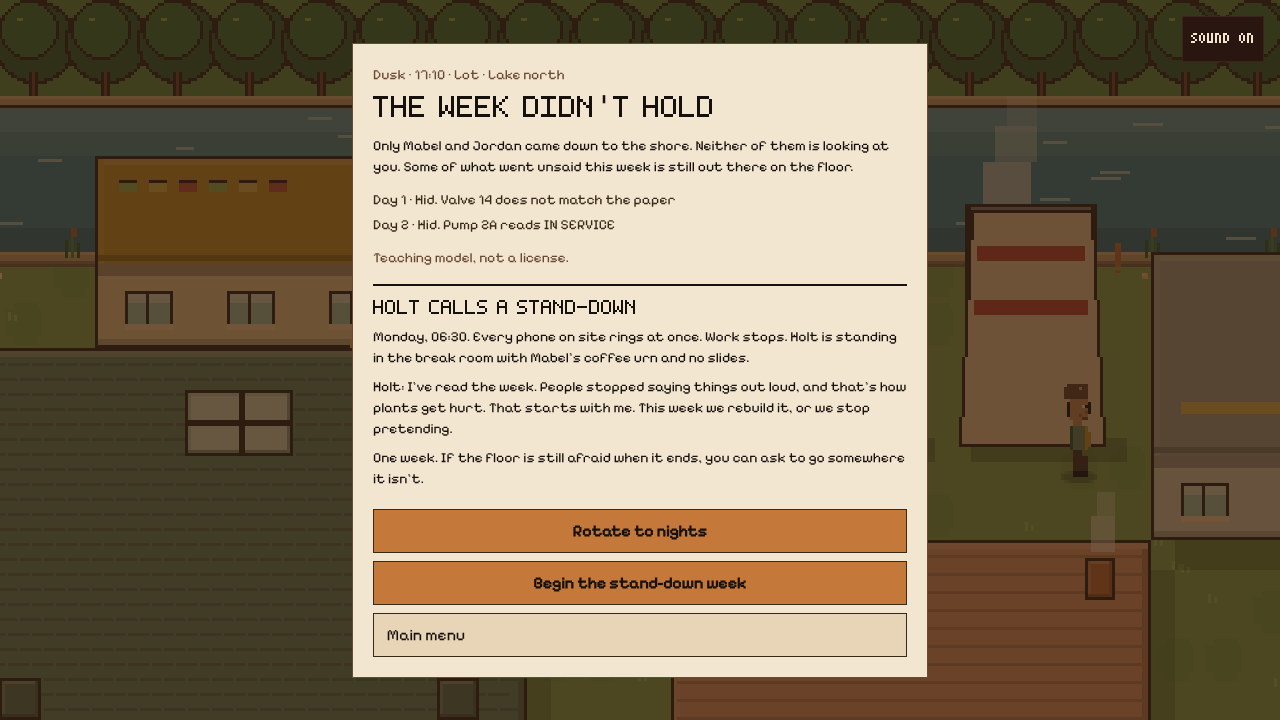 SOUND ON
Dusk · 17:10 · Lot · Lake north
THE WEEK DIDN'T HOLD
Only Mabel and Jordan came down to the shore. Neither of them is looking at
you. Some of what went unsaid this week is still out there on the floor.
Day 1 · Hid. Valve 14 does not match the paper
Day 2 · Hid. Pump 2A reads IN SERVICE
Teaching model, not a license.
HOLT CALLS A STAND-DOWN
Monday, 06:30. Every phone on site rings at once. Work stops. Holt is standing
in the break room with Mabel's coffee urn and no slides.
Holt: I've read the week. People stopped saying things out loud, and that's how
plants get hurt. That starts with me. This week we rebuild it, or we stop
pretending.
One week. If the floor is still afraid when it ends, you can ask to go somewhere
it isn't.
Rotate to nights
Begin the stand-down week
Main menu